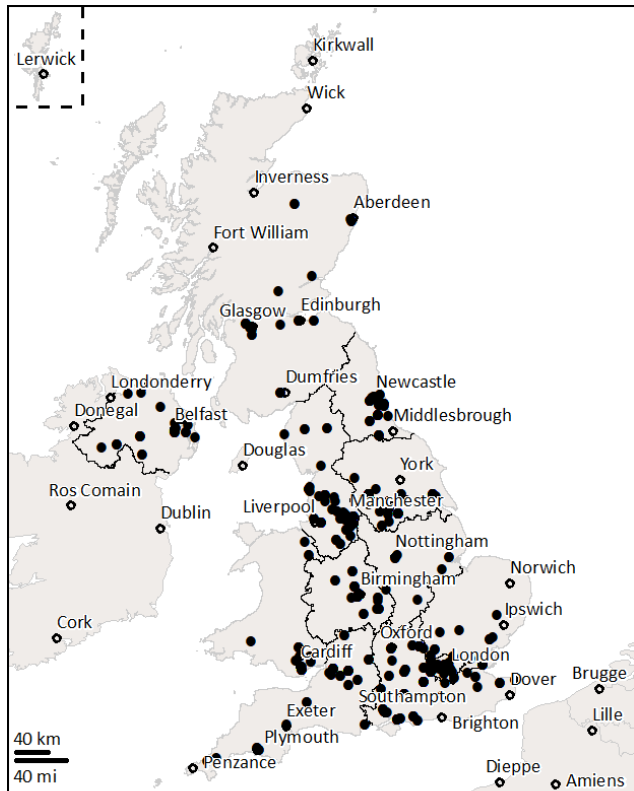 Lerwick
Kirkwall
Wick
Inverness
Aberdeen
Fort William
Glasgow
Edinburgh
Dumfries
Newcastle
Londonderry
Donegal
Belfast
Middlesbrough
Douglas
York
Ros Comain
Liverpool
Manchester
Dublin
Nottingham
Birmingham
Norwich
Ipswich
Cork
Oxford
Cardiff
London
Southampton
Dover
Brugge
Exeter
Brighton
Lille
Plymouth
40 km
Penzance
40 mi
Dieppe
Amiens